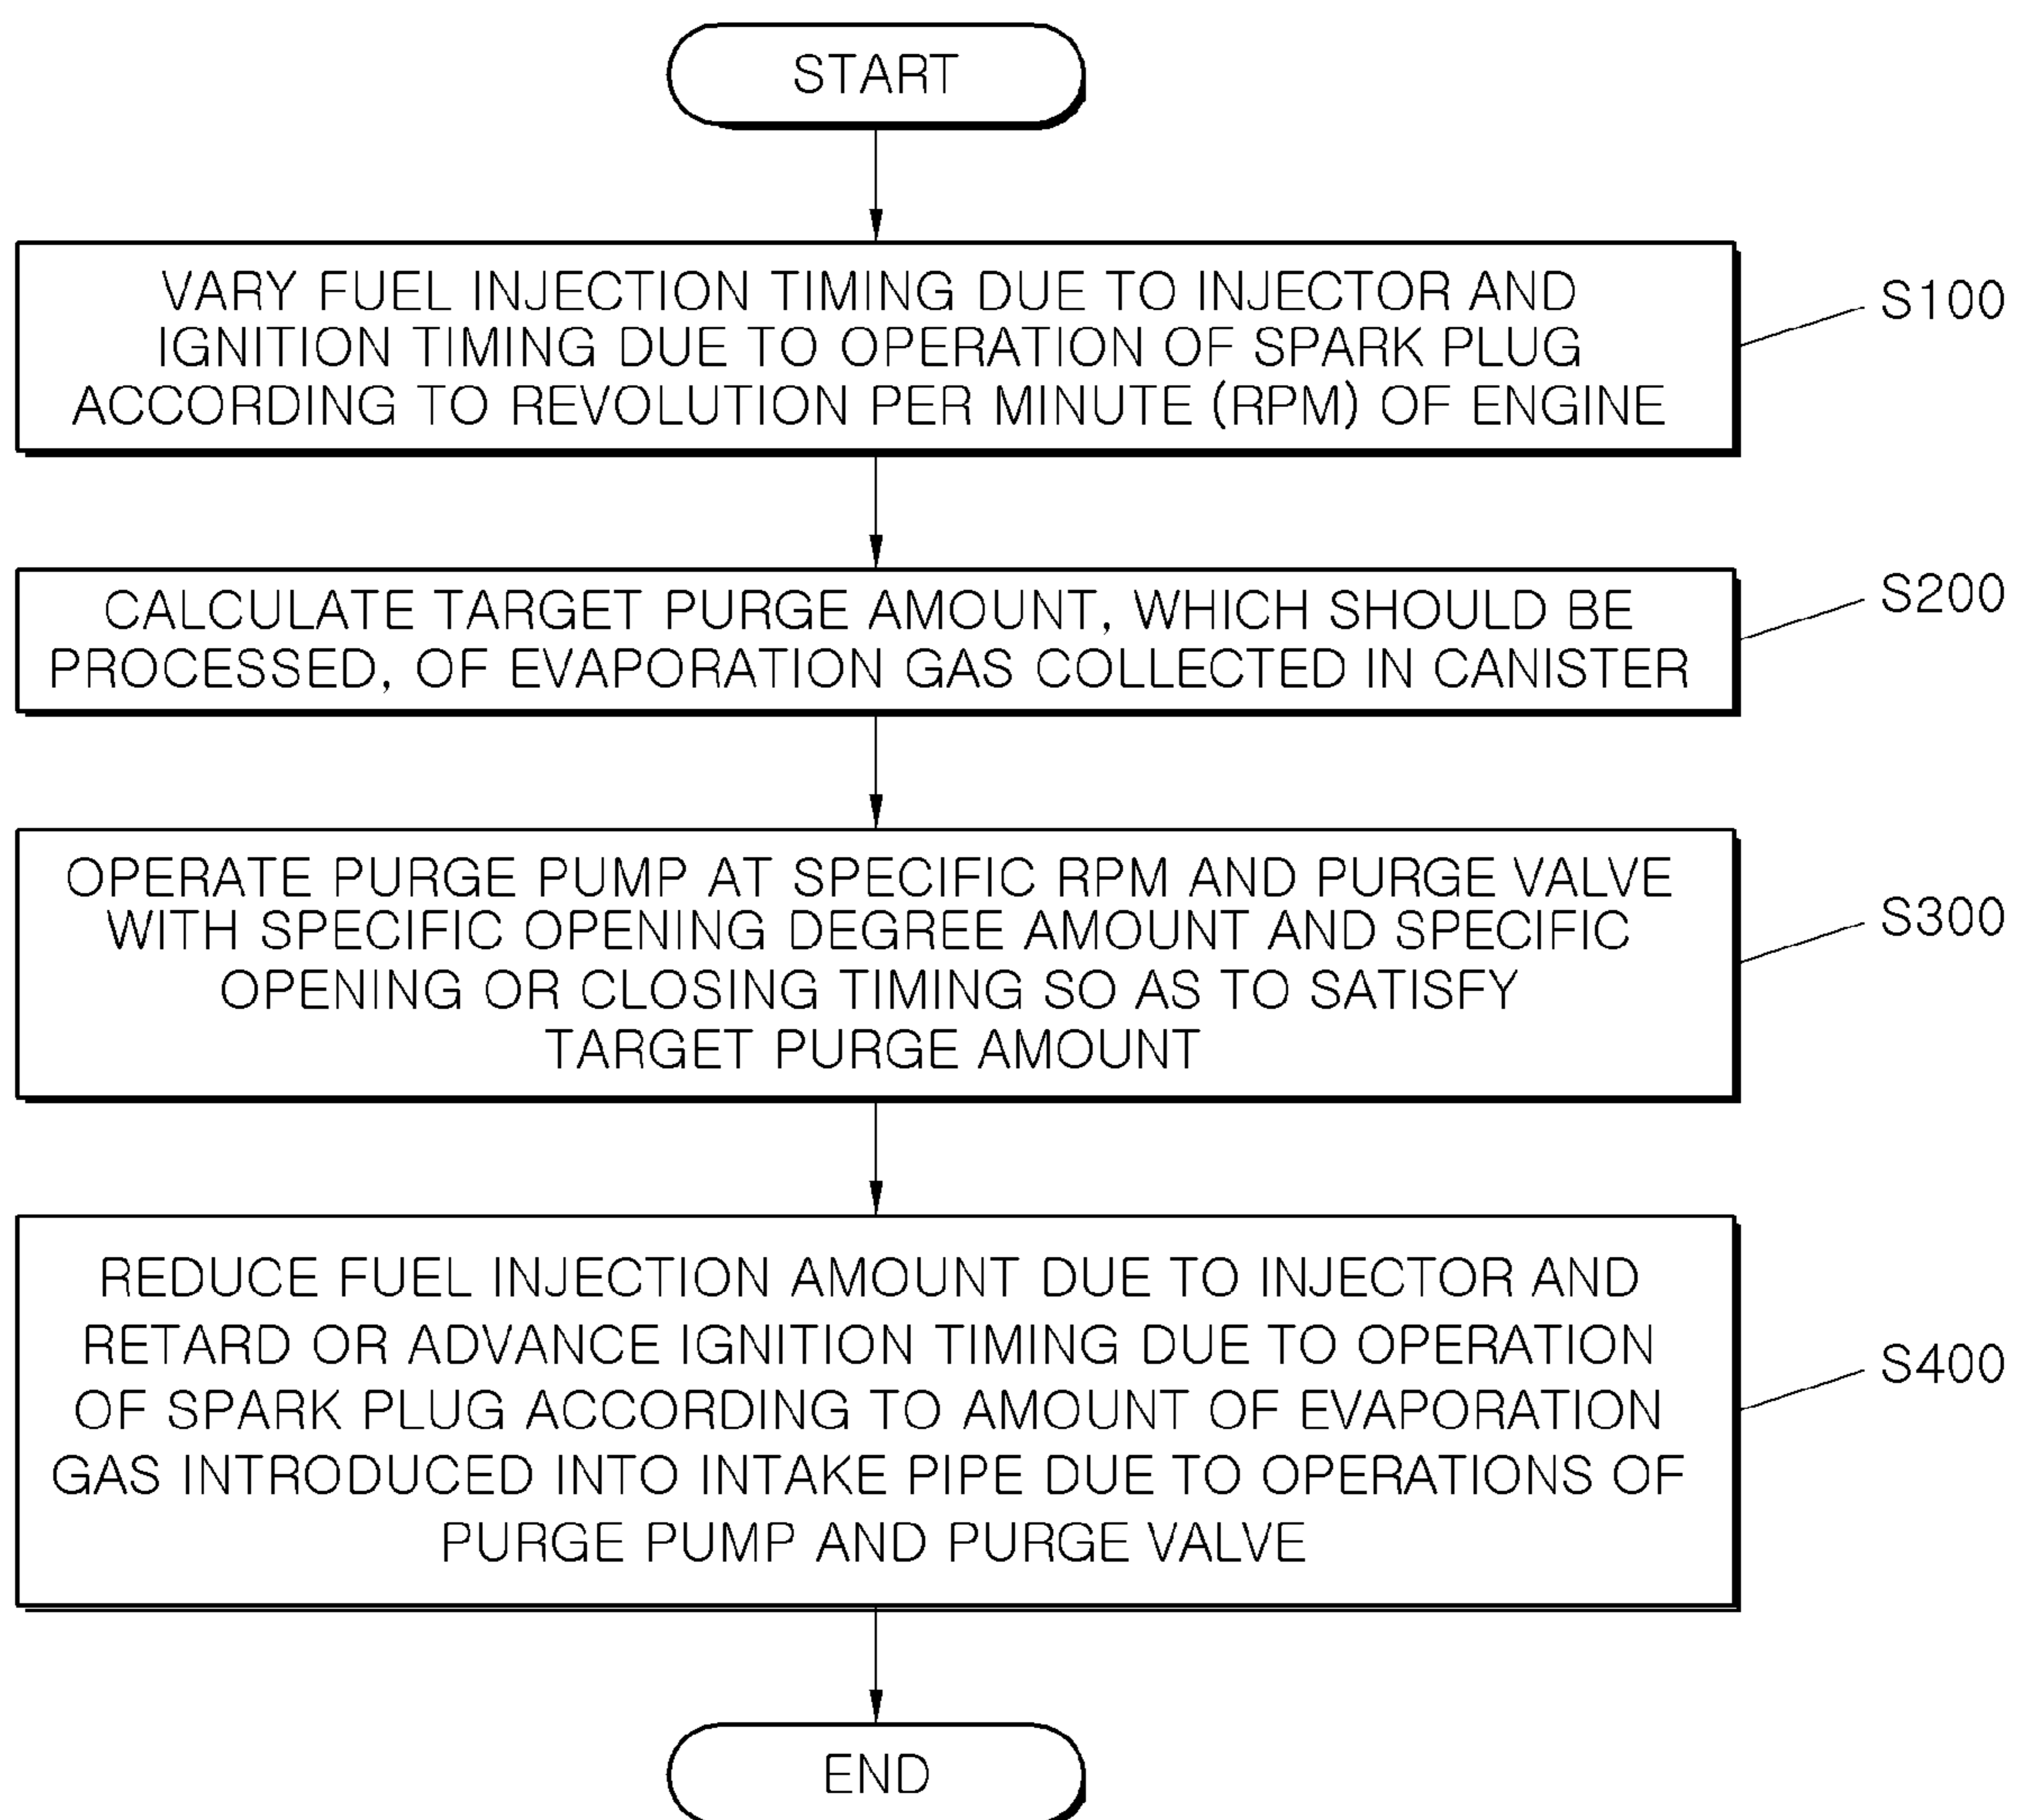 START
VARY FUEL INJECTION TIMING DUE TO INJECTOR AND
IGNITION TIMING DUE TO OPERATION OF SPARK PLUG
ACCORDING TO REVOLUTION PER MINUTE (RPM) OF ENGINE
S100
CALCULATE TARGET PURGE AMOUNT, WHICH SHOULD BE
PROCESSED, OF EVAPORATION GAS COLLECTED IN CANISTER
S200
OPERATE PURGE PUMP AT SPECIFIC RPM AND PURGE VALVE
WITH SPECIFIC OPENING DEGREE AMOUNT AND SPECIFIC
OPENING OR CLOSING TIMING SO AS TO SATISFY
TARGET PURGE AMOUNT
S300
REDUCE FUEL INJECTION AMOUNT DUE TO INJECTOR AND
RETARD OR ADVANCE IGNITION TIMING DUE TO OPERATION
OF SPARK PLUG ACCORDING TO AMOUNT OF EVAPORATION
GAS INTRODUCED INTO INTAKE PIPE DUE TO OPERATIONS OF
PURGE PUMP AND PURGE VALVE
S400
END